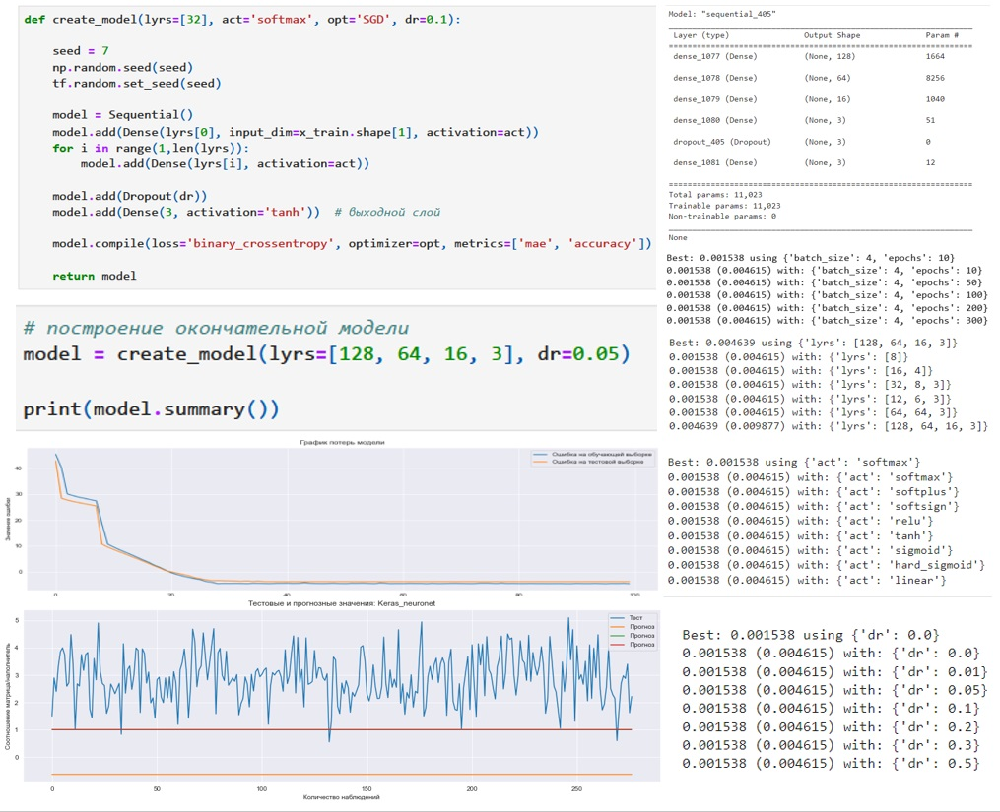 def create_model(lyrs=[32], act='softmax', opt='SGD', dr=0.1):
seed = 7
np.random.seed(seed)
tf.random.set_seed(seed)
model = Sequential()
model.add(Dense(lyrs[0], input_dim=x_train.shape[1], activation=act))
for i in range(1,len(lyrs)):
model.add(Dense(lyrs[i], activation=act))
model.add(Dropout(dr))
model.add(Dense(3, activation='tanh')) # выходной слой
model.compile(loss='binary_crossentropy', optimizer=opt, metrics=['mae', 'accuracy'])
return model
# построение окончательной модели
model = create_model(lyrs=[128, 64, 16, 3], dr=0.05)
print(model.summary())
График потерь модели
Ошибка на обучающей выборке
Ошибка на тестовой выборке
Значение ошибки
40
30
20
10
0
0 20 40 60 80 100
Тестовые и прогнозные значения: Keras_neuronet
Тест
Прогноз
Прогноз
Прогноз
Соотношение матрица/наполнитель
5
4
3
2
1
0
0 50 100 150 200 250
Количество наблюдений
Model: "sequential_405"
Layer (type) Output Shape Param #
dense_1077 (Dense) (None, 128) 1664
dense_1078 (Dense) (None, 64) 8256
dense_1079 (Dense) (None, 16) 1040
dense_1080 (Dense) (None, 3) 51
dropout_405 (Dropout) (None, 3) 0
dense_1081 (Dense) (None, 3) 12
Total params: 11,023
Trainable params: 11,023
Non-trainable params: 0
None
Best: 0.001538 using {'batch_size': 4, 'epochs': 10}
0.001538 (0.004615) with: {'batch_size': 4, 'epochs': 10}
0.001538 (0.004615) with: {'batch_size': 4, 'epochs': 50}
0.001538 (0.004615) with: {'batch_size': 4, 'epochs': 100}
0.001538 (0.004615) with: {'batch_size': 4, 'epochs': 200}
0.001538 (0.004615) with: {'batch_size': 4, 'epochs': 300}
Best: 0.004639 using {'lyrs': [128, 64, 16, 3]}
0.001538 (0.004615) with: {'lyrs': [8]}
0.001538 (0.004615) with: {'lyrs': [16, 4]}
0.001538 (0.004615) with: {'lyrs': [32, 8, 3]}
0.001538 (0.004615) with: {'lyrs': [12, 6, 3]}
0.001538 (0.004615) with: {'lyrs': [64, 64, 3]}
0.004639 (0.009877) with: {'lyrs': [128, 64, 16, 3]}
Best: 0.001538 using {'act': 'softmax'}
0.001538 (0.004615) with: {'act': 'softmax'}
0.001538 (0.004615) with: {'act': 'softplus'}
0.001538 (0.004615) with: {'act': 'softsign'}
0.001538 (0.004615) with: {'act': 'relu'}
0.001538 (0.004615) with: {'act': 'tanh'}
0.001538 (0.004615) with: {'act': 'sigmoid'}
0.001538 (0.004615) with: {'act': 'hard_sigmoid'}
0.001538 (0.004615) with: {'act': 'linear'}
Best: 0.001538 using {'dr': 0.0}
0.001538 (0.004615) with: {'dr': 0.0}
0.001538 (0.004615) with: {'dr': 0.01}
0.001538 (0.004615) with: {'dr': 0.05}
0.001538 (0.004615) with: {'dr': 0.1}
0.001538 (0.004615) with: {'dr': 0.2}
0.001538 (0.004615) with: {'dr': 0.3}
0.001538 (0.004615) with: {'dr': 0.5}